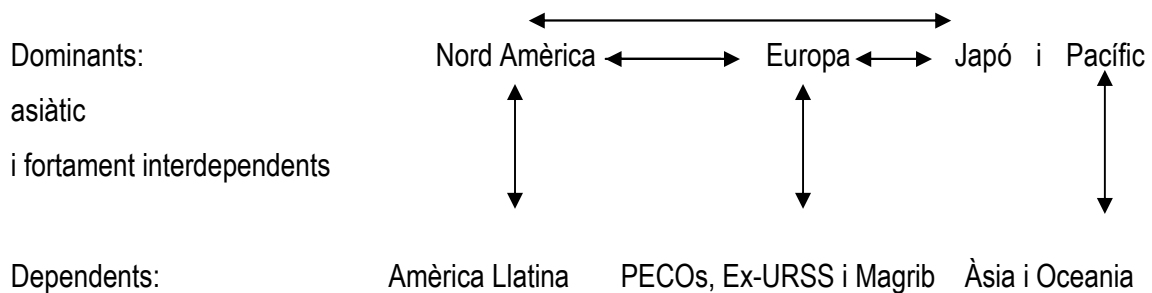 Dominants: Nord Amèrica Europa Japó i Pacífic
asiàtic
i fortament interdependents
Dependents: Amèrica Llatina PECOs, Ex-URSS i Magrib Àsia i Oceania